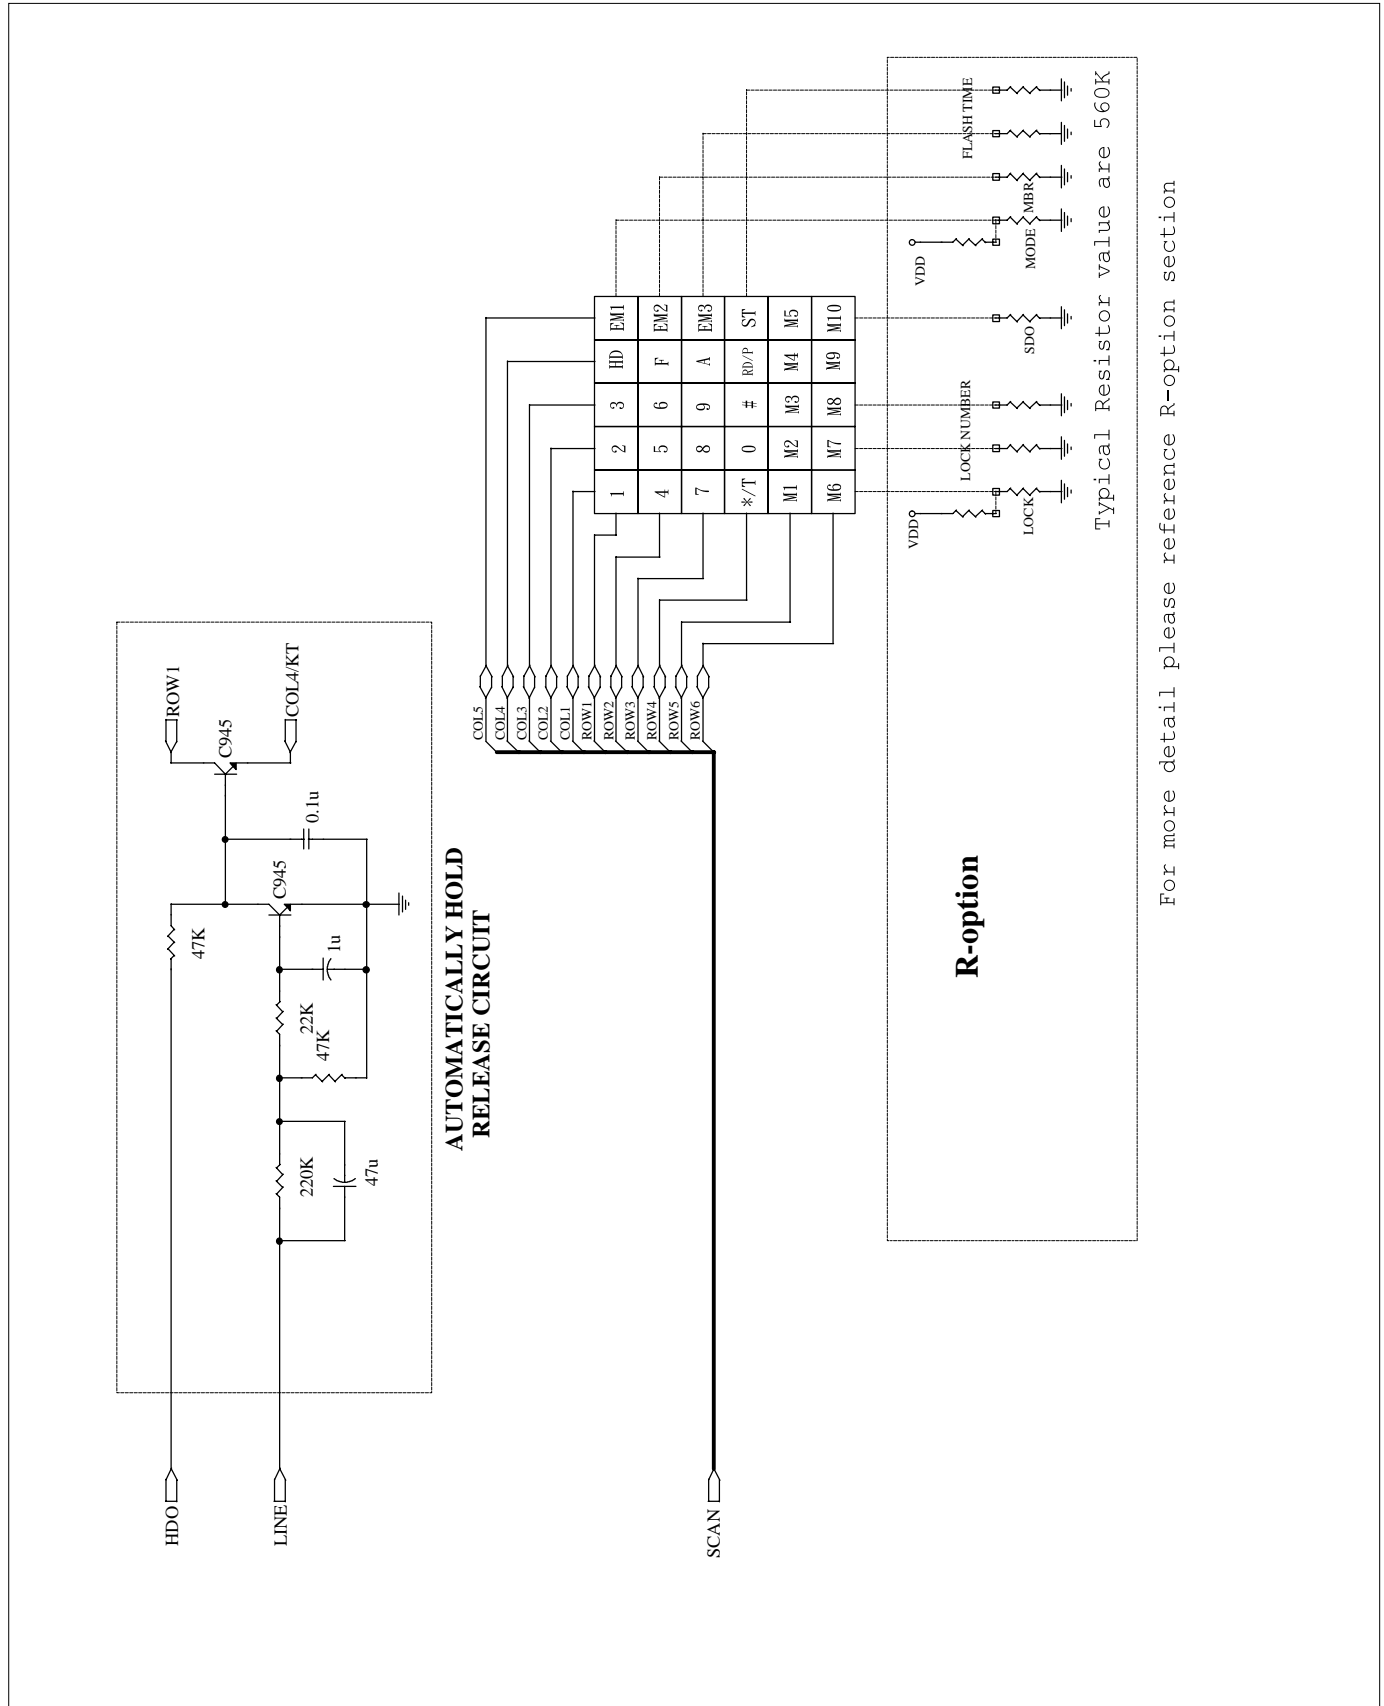 HDO
LINE
47K
220K
47u
47K
22K
1u
C945
0.1u
C945
ROW1
COL4/KT
AUTOMATICALLY HOLD
RELEASE CIRCUIT
SCAN
COL5
COL4
COL3
COL2
COL1
ROW1
ROW2
ROW3
ROW4
ROW5
ROW6
1 2 3 HD EM1
4 5 6 F EM2
7 8 9 A EM3
*/T 0 # RD/P ST
M1 M2 M3 M4 M5
M6 M7 M8 M9 M10
R-option
VDD
LOCK
LOCK NUMBER
SDO
VDD
MODE
MBR
FLASH TIME
Typical Resistor value are 560K
For more detail please reference R-option section